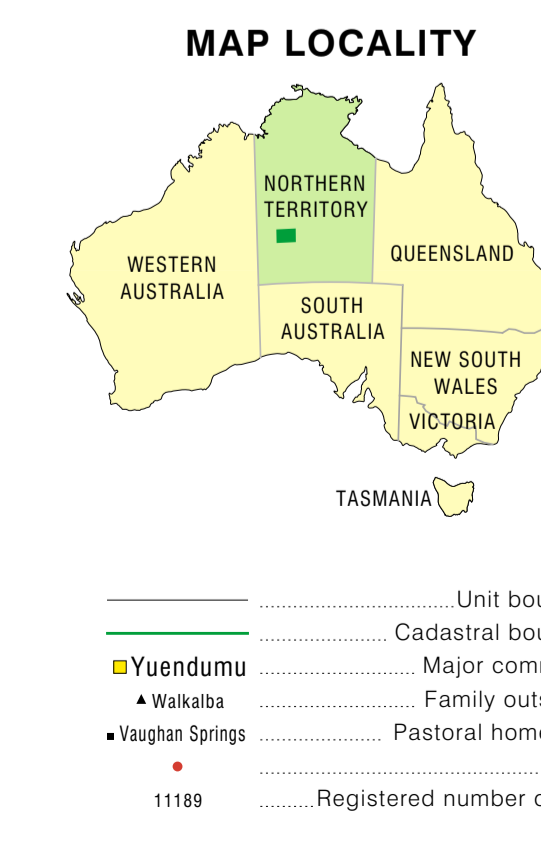 MAP LOCALITY
NORTHERN
TERRITORY
QUEENSLAND
WESTERN
AUSTRALIA
SOUTH
AUSTRALIA
NEW SOUTH
WALES
VICTORIA
TASMANIA
Unit bou
Cadastral bou
Yuendumu Major com
Walkalba Family outs
Vaughan Springs Pastoral home
11189 Registered number o